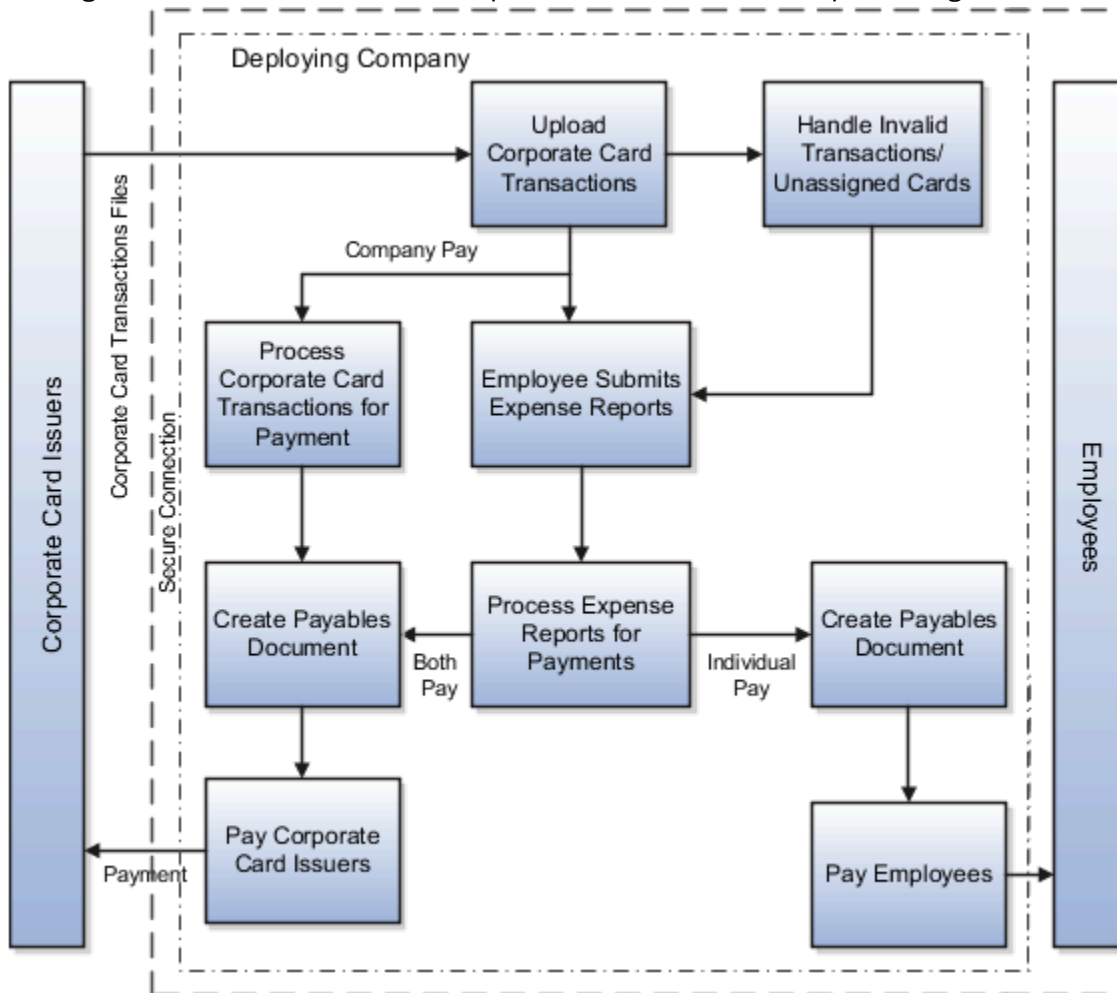 Deploying Company
Upload
Corporate Card
Transactions
Handle Invalid
Transactions/
Unassigned Cards
Corporate Card Transactions Files
Company Pay
Process
Corporate Card
Transactions for
Payment
Employee Submits
Expense Reports
Corporate Card Issuers
Secure Connection
Employees
Create Payables
Document
Both
Pay
Process Expense
Reports for
Payments
Individual
Pay
Create Payables
Document
Pay Corporate
Card Issuers
Payment
Pay Employees